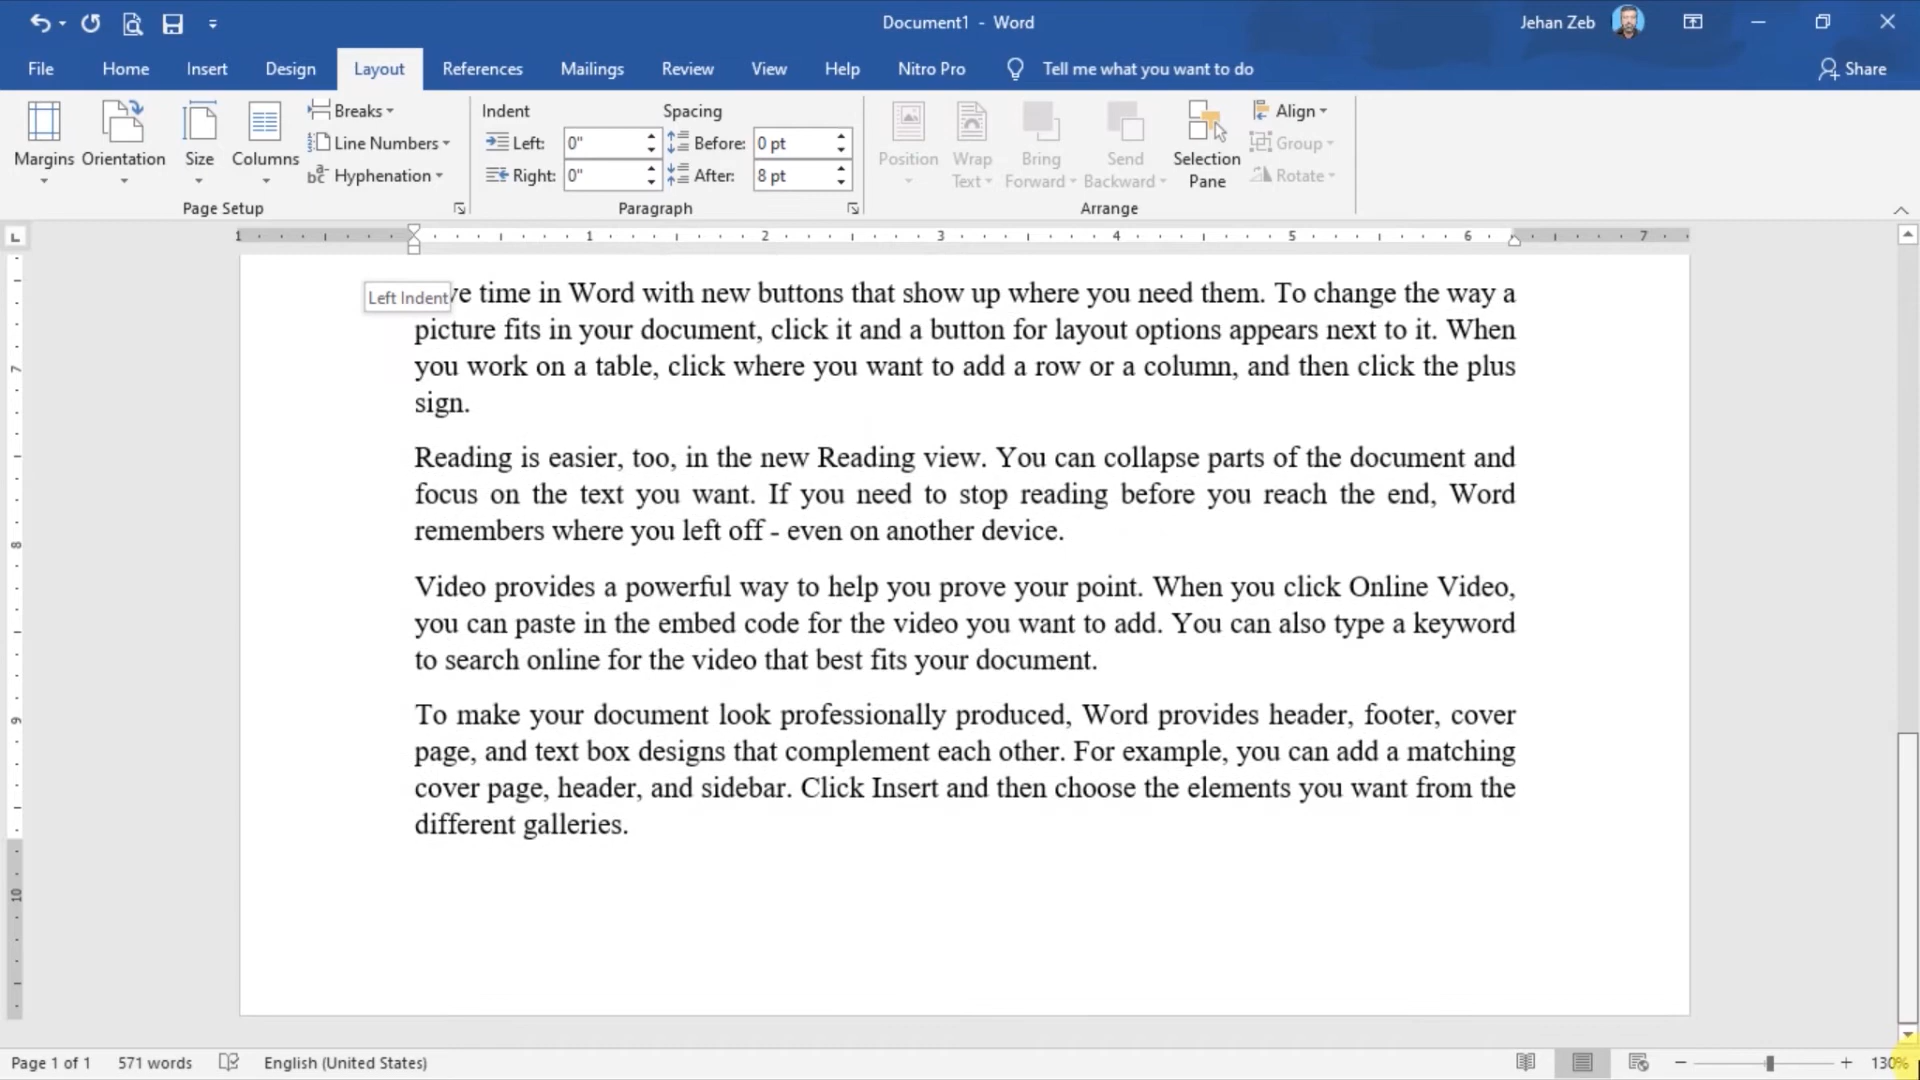 Document1 - Word
Jehan Zeb
File Home Insert Design Layout References Mailings Review View Help Nitro Pro Tell me what you want to do Share
Margins Orientation Size Columns
Breaks
Line Numbers
Hyphenation
Page Setup
Indent
Left: 0"
Right: 0"
Spacing
Before: 0 pt
After: 8 pt
Paragraph
Position
Wrap Text
Bring Forward
Send Backward
Selection Pane
Align
Group
Rotate
Arrange
L
1 1 2 3 4 5 6 7
Left Indent
time in Word with new buttons that show up where you need them. To change the way a
picture fits in your document, click it and a button for layout options appears next to it. When
you work on a table, click where you want to add a row or a column, and then click the plus
sign.
Reading is easier, too, in the new Reading view. You can collapse parts of the document and
focus on the text you want. If you need to stop reading before you reach the end, Word
remembers where you left off - even on another device.
Video provides a powerful way to help you prove your point. When you click Online Video,
you can paste in the embed code for the video you want to add. You can also type a keyword
to search online for the video that best fits your document.
To make your document look professionally produced, Word provides header, footer, cover
page, and text box designs that complement each other. For example, you can add a matching
cover page, header, and sidebar. Click Insert and then choose the elements you want from the
different galleries.
7
8
9
10
Page 1 of 1 571 words English (United States) 130%